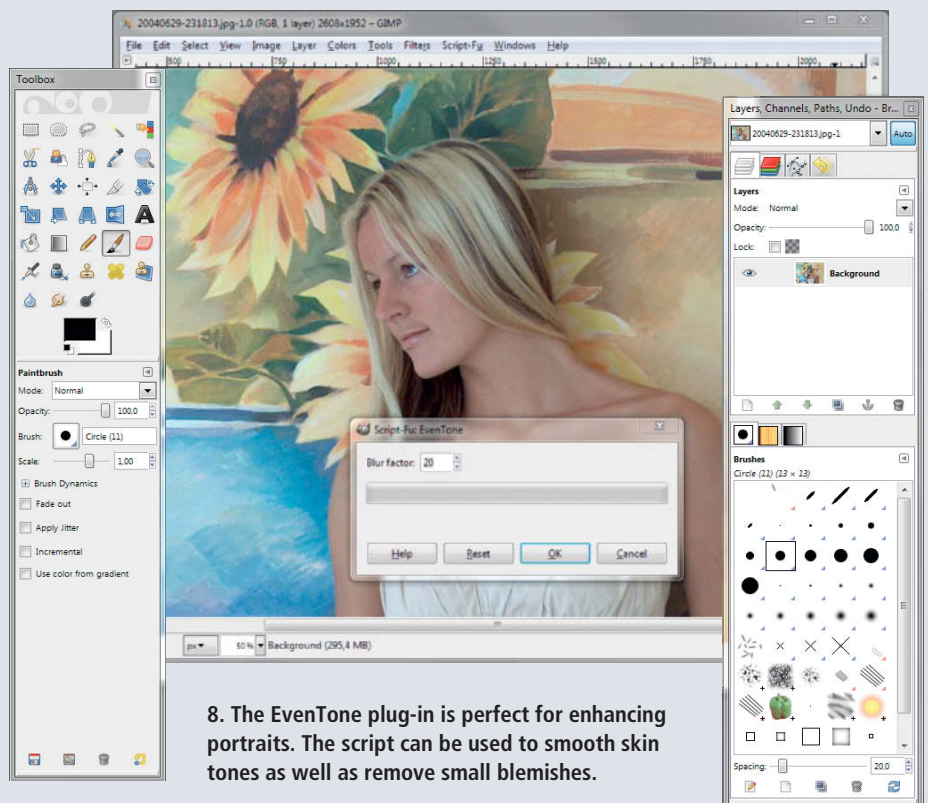 20040629-231813.jpg-1.0 (RGB, 1 layer) 2608x1952 – GIMP
File Edit Select View Image Layer Colors Tools Filters Script-Fu Windows Help
Toolbox
Paintbrush
Mode: Normal
Opacity: 100,0
Brush: Circle (11)
Scale: 1,00
Brush Dynamics
Fade out
Apply Jitter
Incremental
Use color from gradient
Script-Fu: EvenTone
Blur factor: 20
Help Reset OK Cancel
px 50 % Background (295,4 MB)
Layers, Channels, Paths, Undo - Br...
20040629-231813.jpg-1 Auto
Layers
Mode: Normal
Opacity: 100,0
Lock:
Background
Brushes
Circle (11) (13 × 13)
Spacing: 20,0
8. The EvenTone plug-in is perfect for enhancing
portraits. The script can be used to smooth skin
tones as well as remove small blemishes.